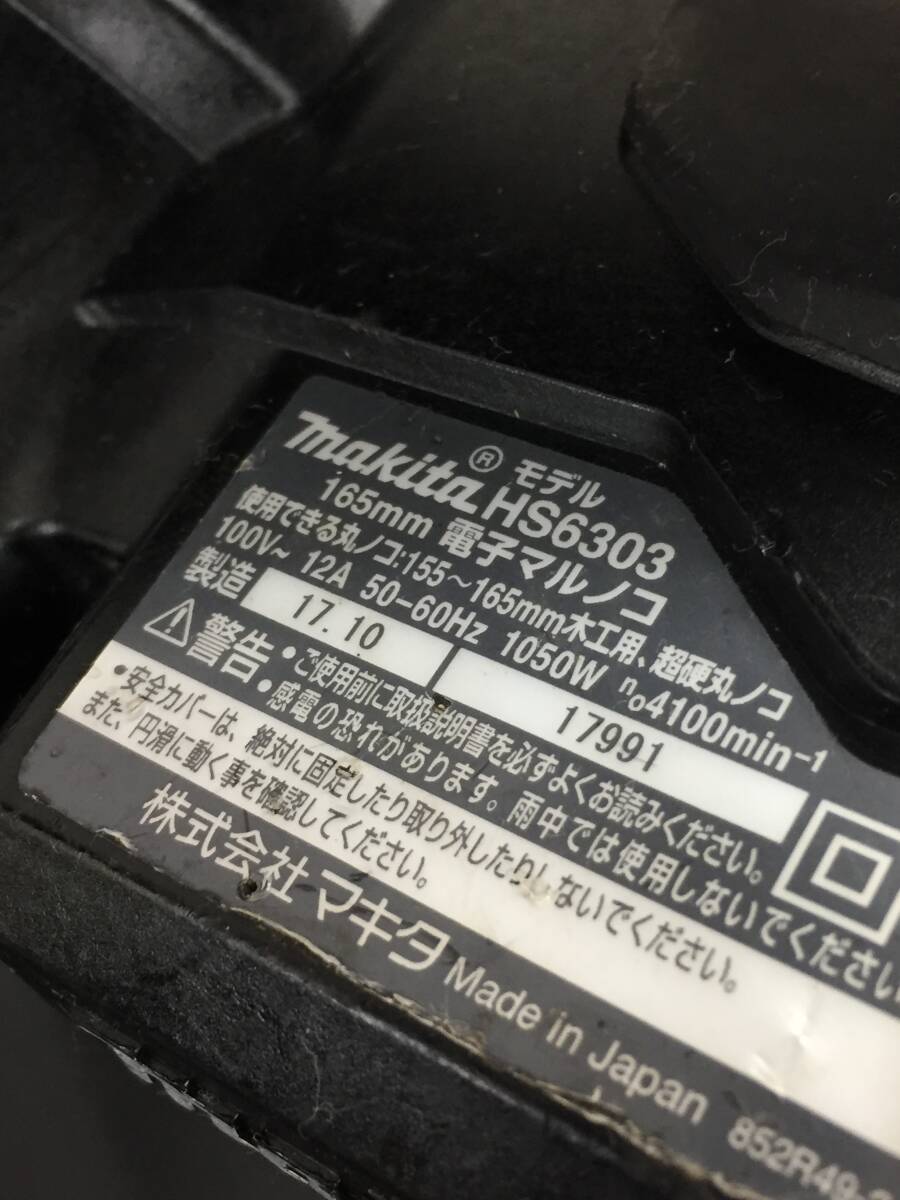 makita® モデル HS6303
165mm 電子マルノコ
使用できる丸ノコ:155～165mm木工用、超硬丸ノコ
100V～ 12A 50-60Hz 1050W n₀4100min⁻¹
製造 17.10 17991
⚠警告 •ご使用前に取扱説明書を必ずよくお読みください。
•感電の恐れがあります。雨中では使用しないでください
•安全カバーは、絶対に固定したり取り外したりしないでください。
また、円滑に動く事を確認してください。
株式会社マキタ Made in Japan
852R49